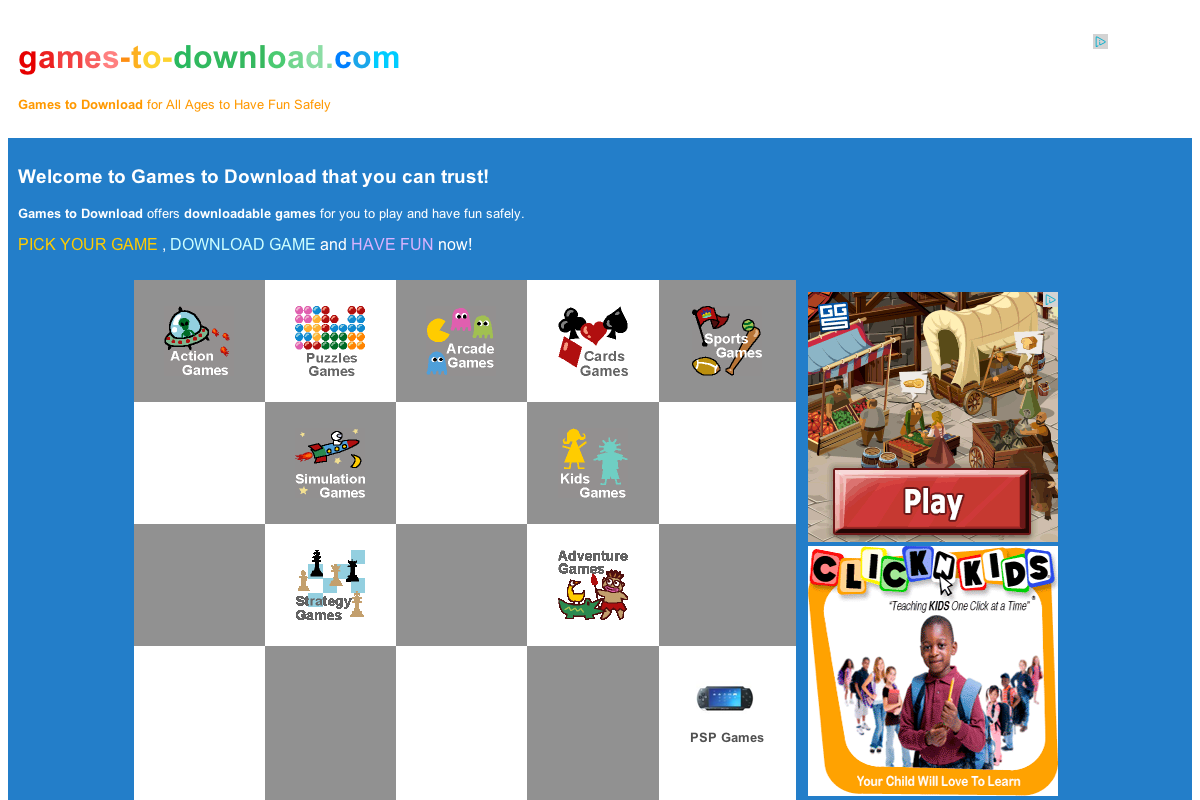 games-to-download.com
Games to Download for All Ages to Have Fun Safely
Welcome to Games to Download that you can trust!
Games to Download offers downloadable games for you to play and have fun safely.
PICK YOUR GAME , DOWNLOAD GAME and HAVE FUN now!
Action
Games
Puzzles
Games
Arcade
Games
Cards
Games
Sports
Games
Simulation
Games
Kids
Games
Strategy
Games
Adventure
Games
PSP Games
GGS
Play
CLICK N KIDS
"Teaching KIDS One Click at a Time" ®
Your Child Will Love To Learn